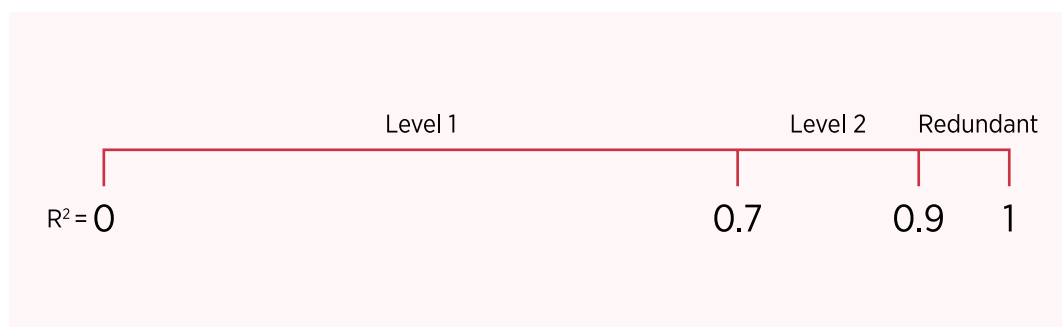 Level 1 Level 2 Redundant
R² = 0 0.7 0.9 1